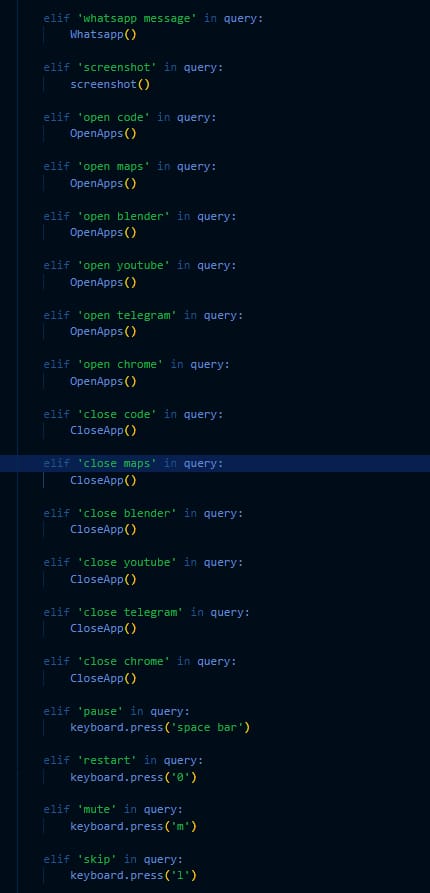 elif 'whatsapp message' in query:
Whatsapp()
elif 'screenshot' in query:
screenshot()
elif 'open code' in query:
OpenApps()
elif 'open maps' in query:
OpenApps()
elif 'open blender' in query:
OpenApps()
elif 'open youtube' in query:
OpenApps()
elif 'open telegram' in query:
OpenApps()
elif 'open chrome' in query:
OpenApps()
elif 'close code' in query:
CloseApp()
elif 'close maps' in query:
CloseApp()
elif 'close blender' in query:
CloseApp()
elif 'close youtube' in query:
CloseApp()
elif 'close telegram' in query:
CloseApp()
elif 'close chrome' in query:
CloseApp()
elif 'pause' in query:
keyboard.press('space bar')
elif 'restart' in query:
keyboard.press('0')
elif 'mute' in query:
keyboard.press('m')
elif 'skip' in query:
keyboard.press('l')